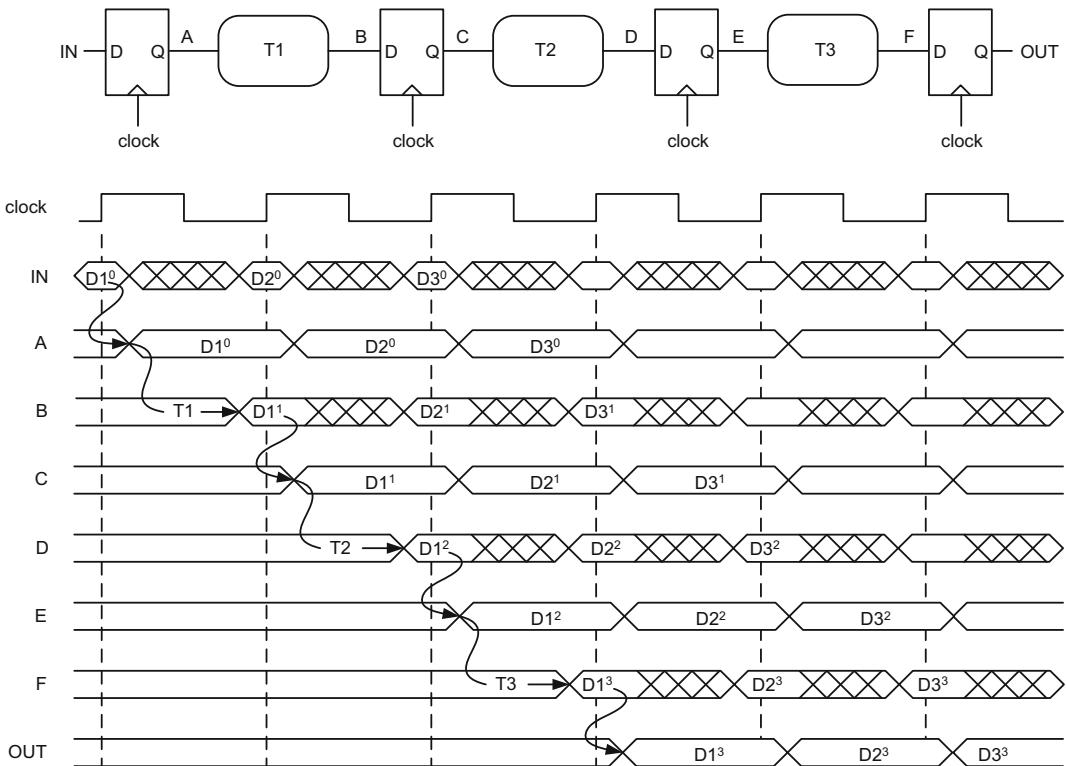 A B C D E F
IN D Q T1 D Q T2 D Q T3 D Q OUT
clock clock clock clock
clock
IN D1⁰ D2⁰ D3⁰
A D1⁰ D2⁰ D3⁰
B T1 D1¹ D2¹ D3¹
C D1¹ D2¹ D3¹
D T2 D1² D2² D3²
E D1² D2² D3²
F T3 D1³ D2³ D3³
OUT D1³ D2³ D3³